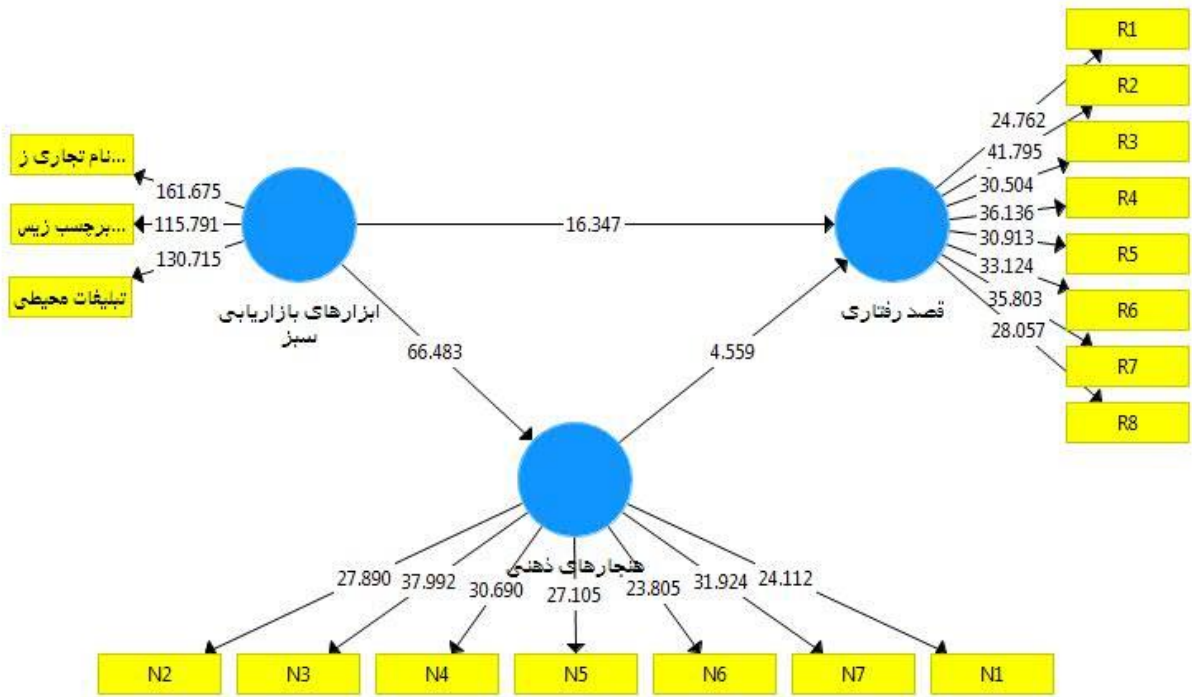 R1
R2
R3
R4
R5
R6
R7
R8
24.762
41.795
30.504
36.136
30.913
33.124
35.803
28.057
نام تجاری ز...
برچسب زیس...
تبلیغات محیطی
161.675
115.791
130.715
16.347
ابزارهای بازاریابی
سبز
قصد رفتاری
66.483
4.559
هنجارهای ذهنی
27.890
37.992
30.690
27.105
23.805
31.924
24.112
N2
N3
N4
N5
N6
N7
N1